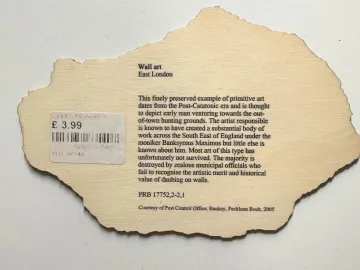 Wall art
East London
This finely preserved example of primitive art
dates from the Post-Catatonic era and is thought
to depict early man venturing towards the out-
of-town hunting grounds. The artist responsible
is known to have created a substantial body of
work across the South East of England under the
moniker Banksymus Maximus but little else is
known about him. Most art of this type has
unfortunately not survived. The majority is
destroyed by zealous municipal officials who
fail to recognise the artistic merit and historical
value of daubing on walls.
PRB 17752,2-2,1
Courtesy of Pest Control Office, Banksy, Peckham Rock, 2005
£ 3.99